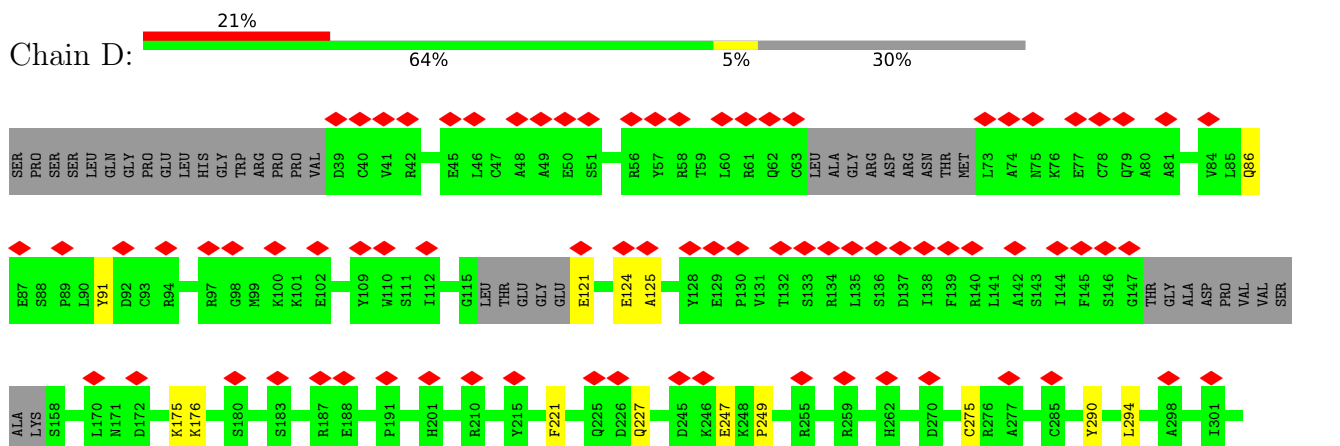 21%
Chain D:
64% 5% 30%
SER PRO SER SER LEU GLN GLY PRO GLU LEU HIS GLY TRP ARG PRO PRO VAL D39 C40 V41 R42 E45 L46 C47 A48 A49 E50 S51 R56 Y57 R58 T59 L60 R61 Q62 C63 LEU ALA GLY ARG ASP ARG ASN THR MET L73 A74 N75 K76 E77 C78 Q79 A80 A81 V84 L85 Q86
E87 S88 P89 L90 Y91 D92 C93 R94 R97 G98 M99 K100 K101 E102 Y109 W110 S111 I112 G115 LEU THR GLU GLY GLU E121 E124 A125 Y128 E129 P130 V131 T132 S133 R134 L135 S136 D137 I138 F139 R140 L141 A142 S143 I144 F145 S146 G147 THR GLY ALA ASP PRO VAL VAL SER
ALA LYS S158 L170 N171 D172 K175 K176 S180 S183 R187 E188 P191 H201 R210 Y215 F221 Q225 D226 Q227 D245 K246 E247 K248 P249 R255 R259 H262 D270 C275 R276 A277 C285 Y290 L294 A298 I301